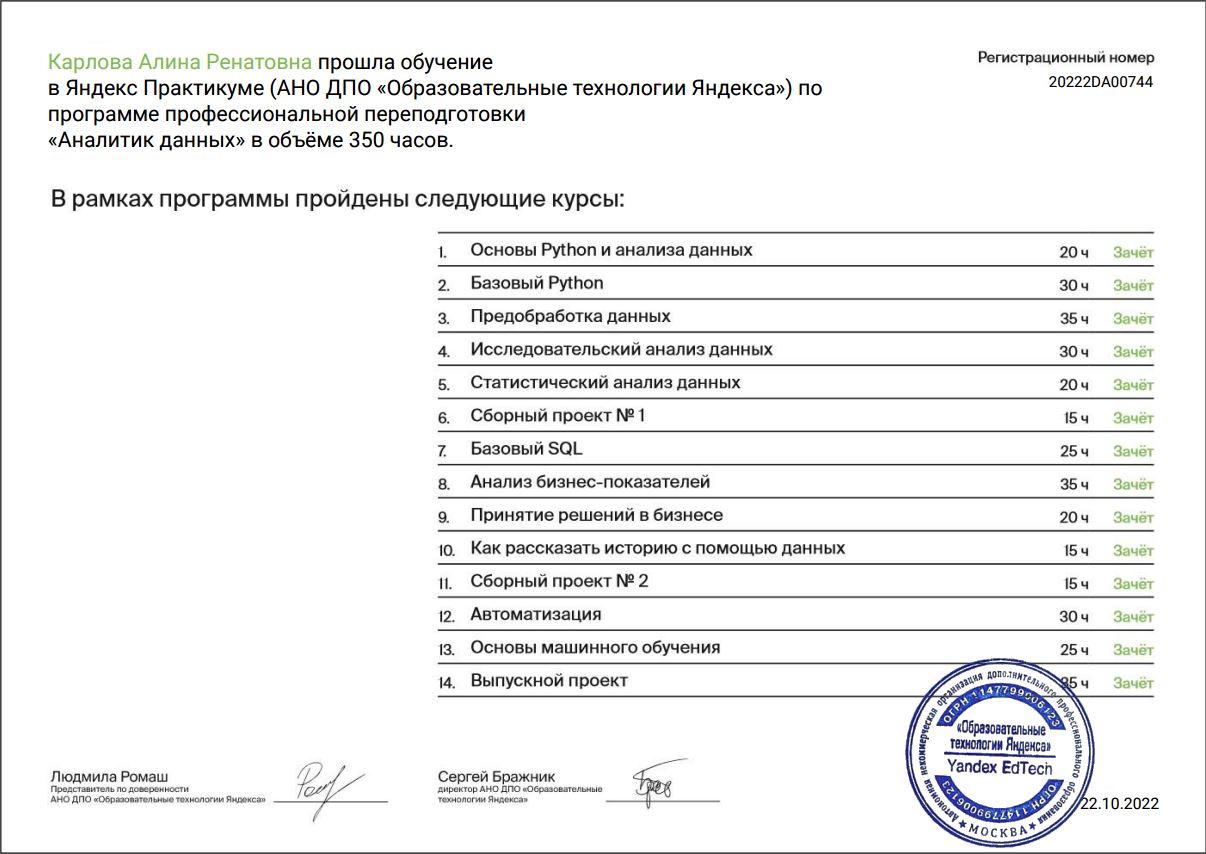 Карлова Алина Ренатовна прошла обучение
в Яндекс Практикуме (АНО ДПО «Образовательные технологии Яндекса») по
программе профессиональной переподготовки
«Аналитик данных» в объёме 350 часов.
Регистрационный номер
20222DA00744
В рамках программы пройдены следующие курсы:
1. Основы Python и анализа данных 20 ч Зачёт
2. Базовый Python 30 ч Зачёт
3. Предобработка данных 35 ч Зачёт
4. Исследовательский анализ данных 30 ч Зачёт
5. Статистический анализ данных 20 ч Зачёт
6. Сборный проект № 1 15 ч Зачёт
7. Базовый SQL 25 ч Зачёт
8. Анализ бизнес-показателей 35 ч Зачёт
9. Принятие решений в бизнесе 20 ч Зачёт
10. Как рассказать историю с помощью данных 15 ч Зачёт
11. Сборный проект № 2 15 ч Зачёт
12. Автоматизация 30 ч Зачёт
13. Основы машинного обучения 25 ч Зачёт
14. Выпускной проект 35 ч Зачёт
Людмила Ромаш
Представитель по доверенности
АНО ДПО «Образовательные технологии Яндекса»
Сергей Бражник
директор АНО ДПО «Образовательные
технологии Яндекса»
Автономная некоммерческая организация дополнительного профессионального образования
ОГРН 1147799006123
«Образовательные
технологии Яндекса»
Yandex EdTech
ОГРН 1147799006123
МОСКВА
22.10.2022